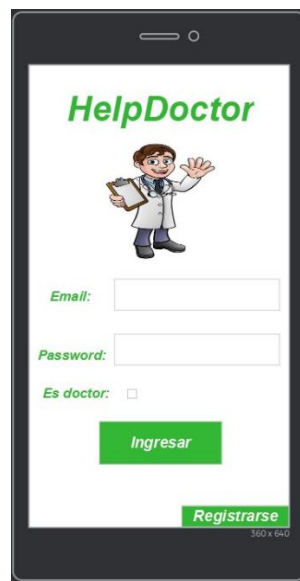 HelpDoctor
Email:
Password:
Es doctor:
Ingresar
Registrarse
360 x 640